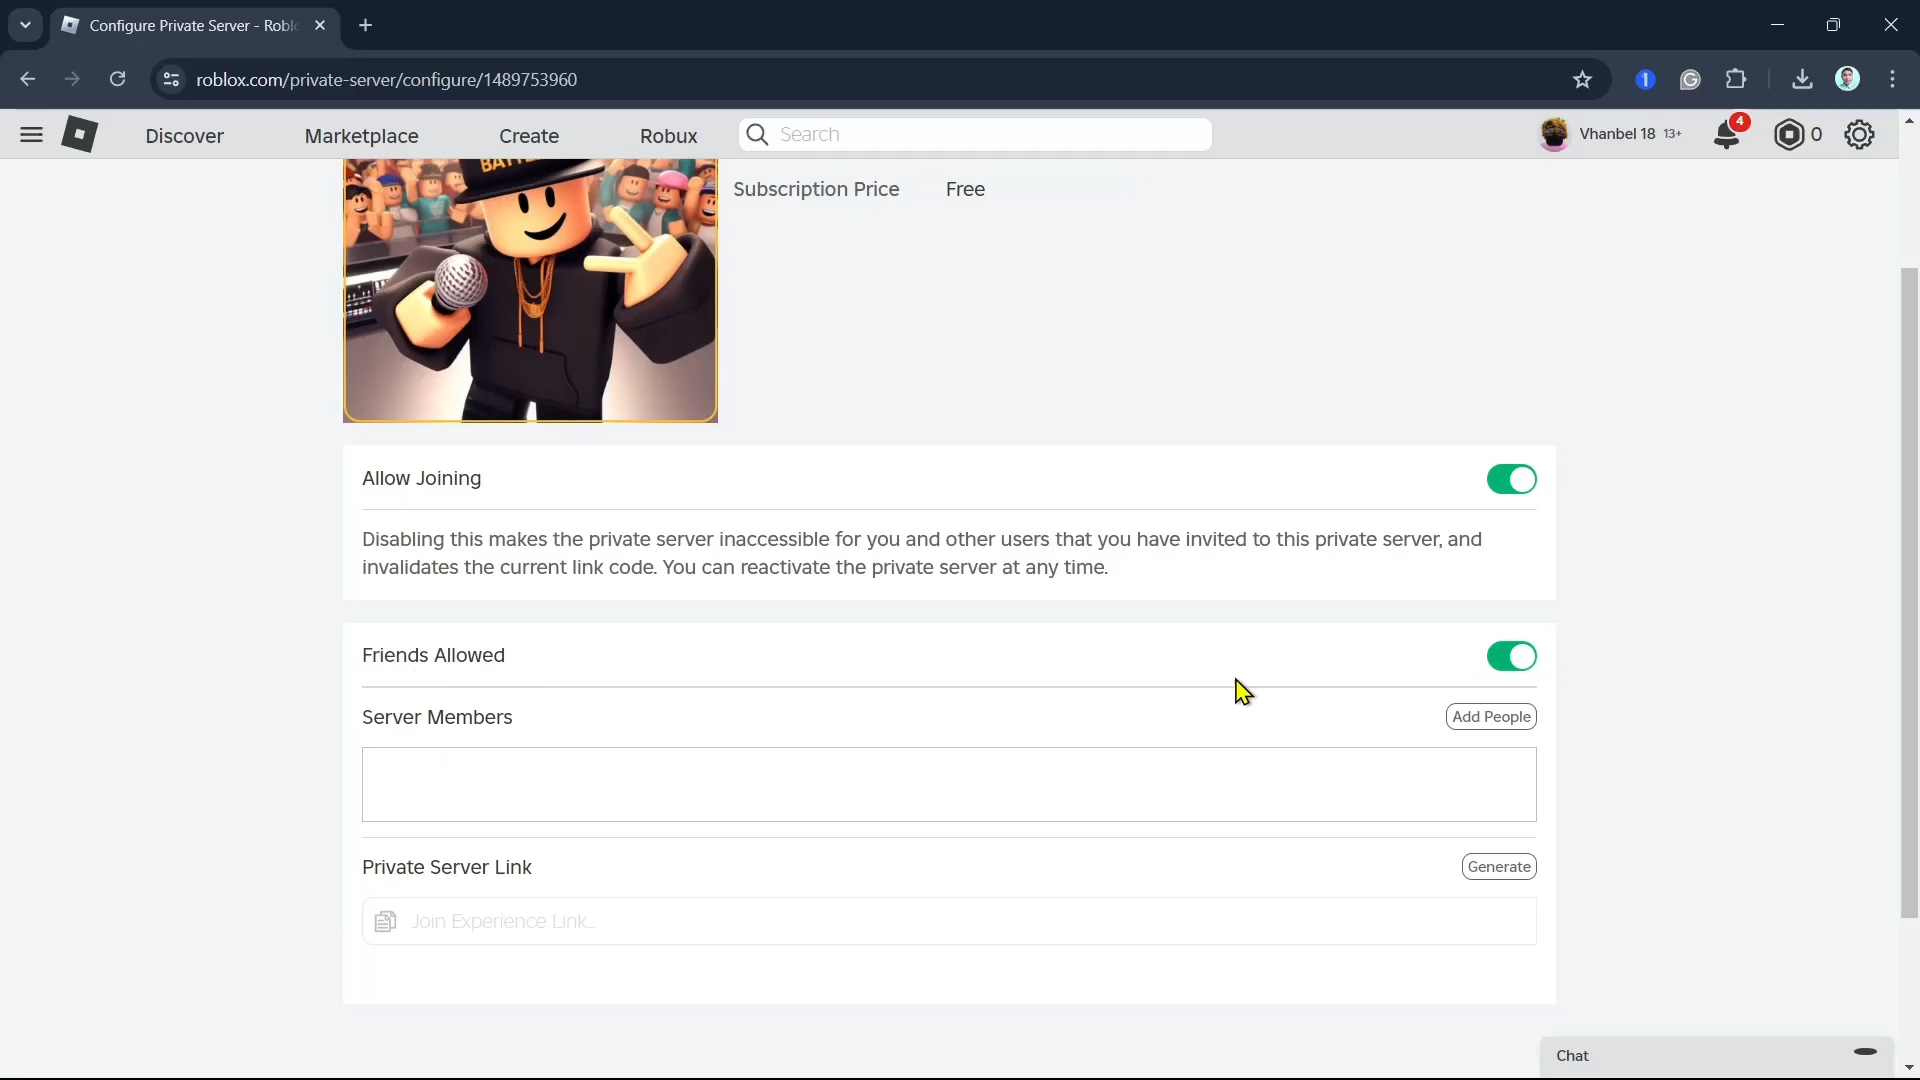 Configure Private Server - Roblo
roblox.com/private-server/configure/1489753960
1
Discover
Marketplace
Create
Robux
Search
Vhanbel 18 13+
4
0
Subscription Price
Free
Allow Joining
Disabling this makes the private server inaccessible for you and other users that you have invited to this private server, and
invalidates the current link code. You can reactivate the private server at any time.
Friends Allowed
Server Members
Add People
Private Server Link
Generate
Join Experience Link...
Chat